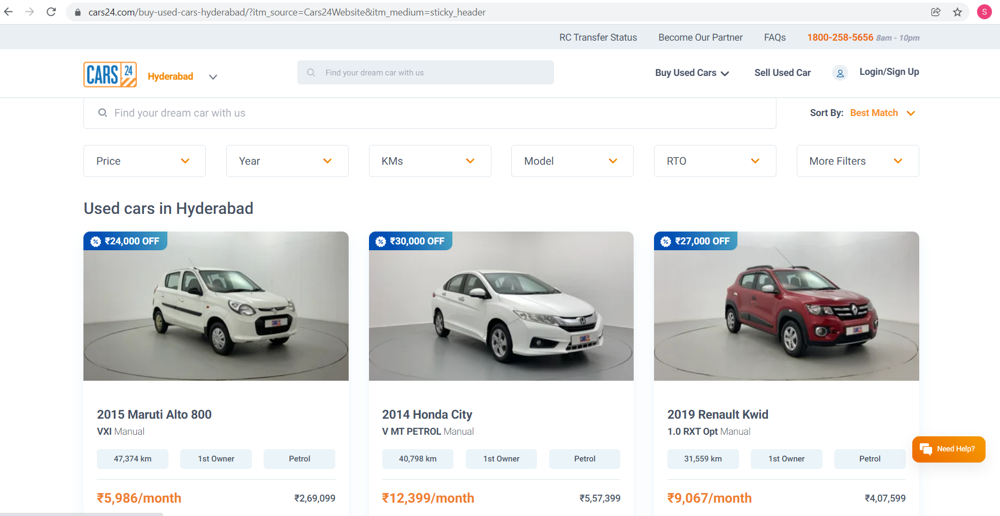 cars24.com/buy-used-cars-hyderabad/?itm_source=Cars24Website&itm_medium=sticky_header
S
RC Transfer Status Become Our Partner FAQs 1800-258-5656 8am - 10pm
CARS 24 Hyderabad Find your dream car with us Buy Used Cars Sell Used Car Login/Sign Up
Find your dream car with us Sort By: Best Match
Price Year KMs Model RTO More Filters
Used cars in Hyderabad
₹24,000 OFF ₹30,000 OFF ₹27,000 OFF
2015 Maruti Alto 800 2014 Honda City 2019 Renault Kwid
VXI Manual V MT PETROL Manual 1.0 RXT Opt Manual
Need Help?
47,374 km 1st Owner Petrol 40,798 km 1st Owner Petrol 31,559 km 1st Owner Petrol
₹5,986/month ₹2,69,099 ₹12,399/month ₹5,57,399 ₹9,067/month ₹4,07,599